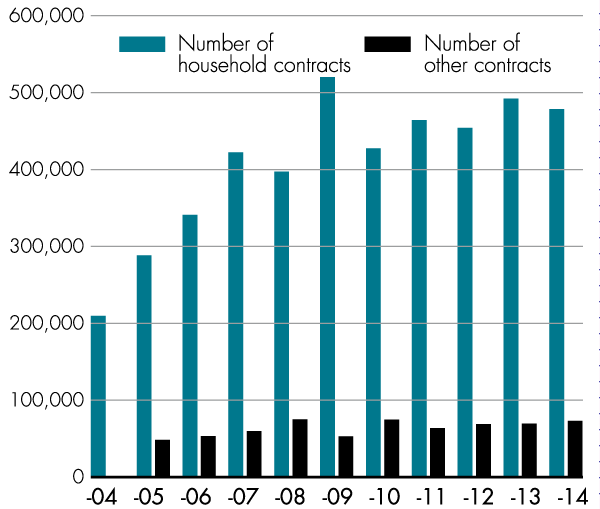 600,000
Number of
household contracts
Number of
other contracts
500,000
400,000
300,000
200,000
100,000
0
-04 -05 -06 -07 -08 -09 -10 -11 -12 -13 -14